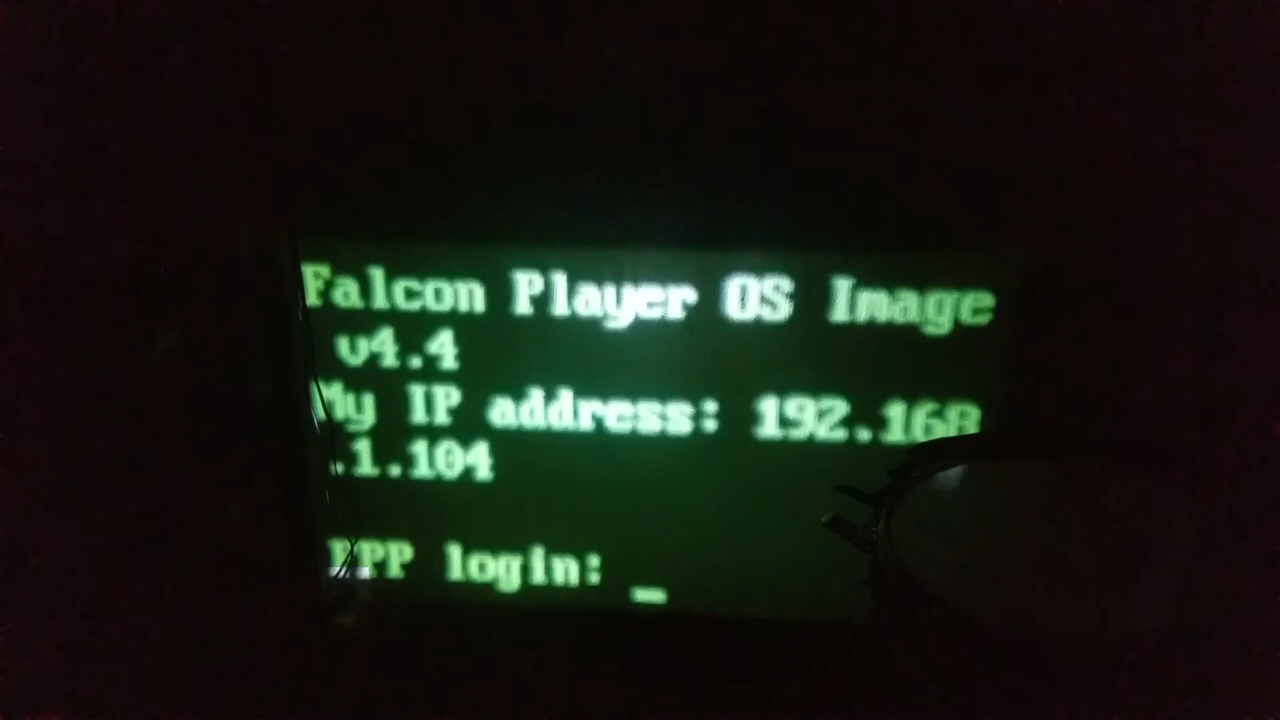 Falcon Player OS Image
v4.4
My IP address: 192.168
.1.104
FPP login: _